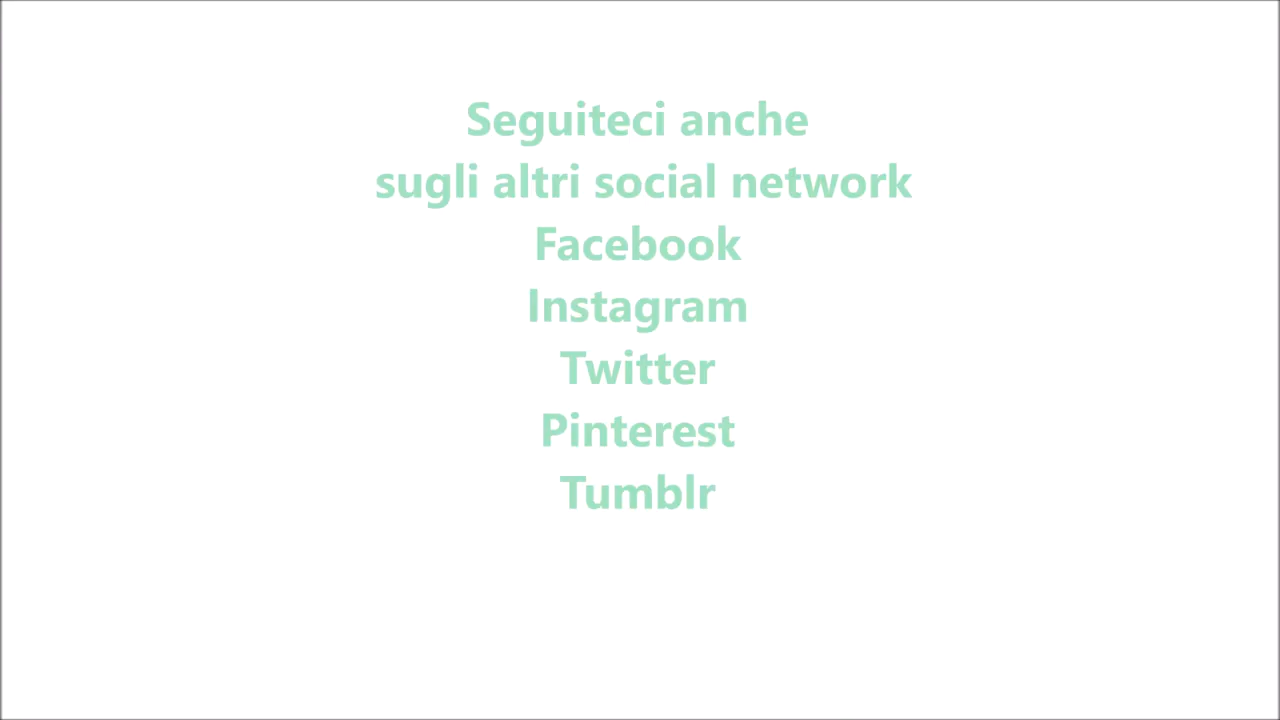 Seguiteci anche
sugli altri social network
Facebook
Instagram
Twitter
Pinterest
Tumblr